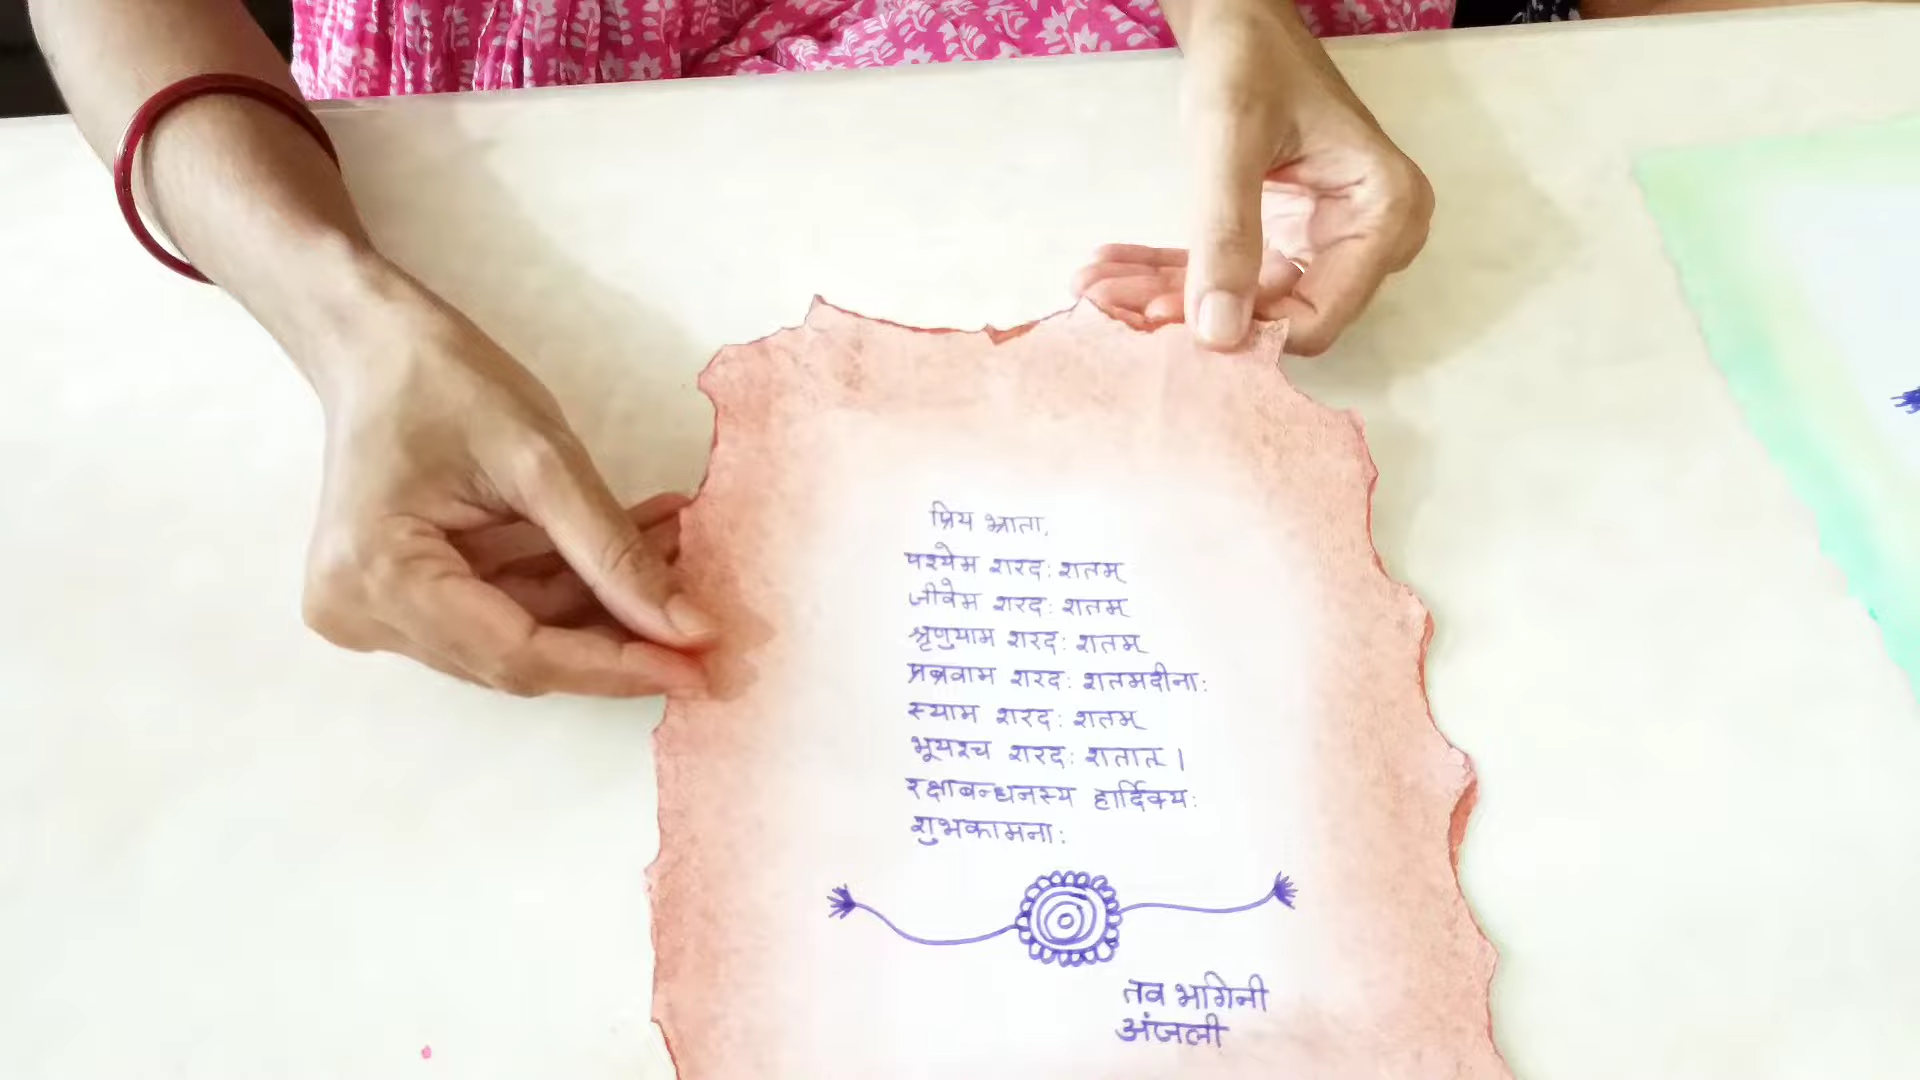 प्रिय भ्राता,
पश्येम शरदः शतम्
जीवेम शरदः शतम्
श्रृणुयाम शरदः शतम्
प्रब्रवाम शरदः शतमदीनाः
स्याम शरदः शतम्
भूयश्च शरदः शतात् ।
रक्षाबन्धनस्य हार्दिक्यः
शुभकामनाः
तव भगिनी
अंजली